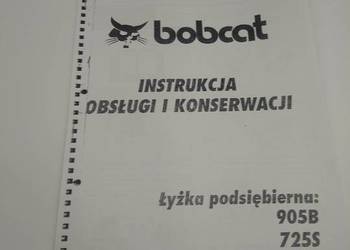 bobcat
INSTRUKCJA
OBSŁUGI I KONSERWACJI
Łyżka podsiębierna:
905B
725S